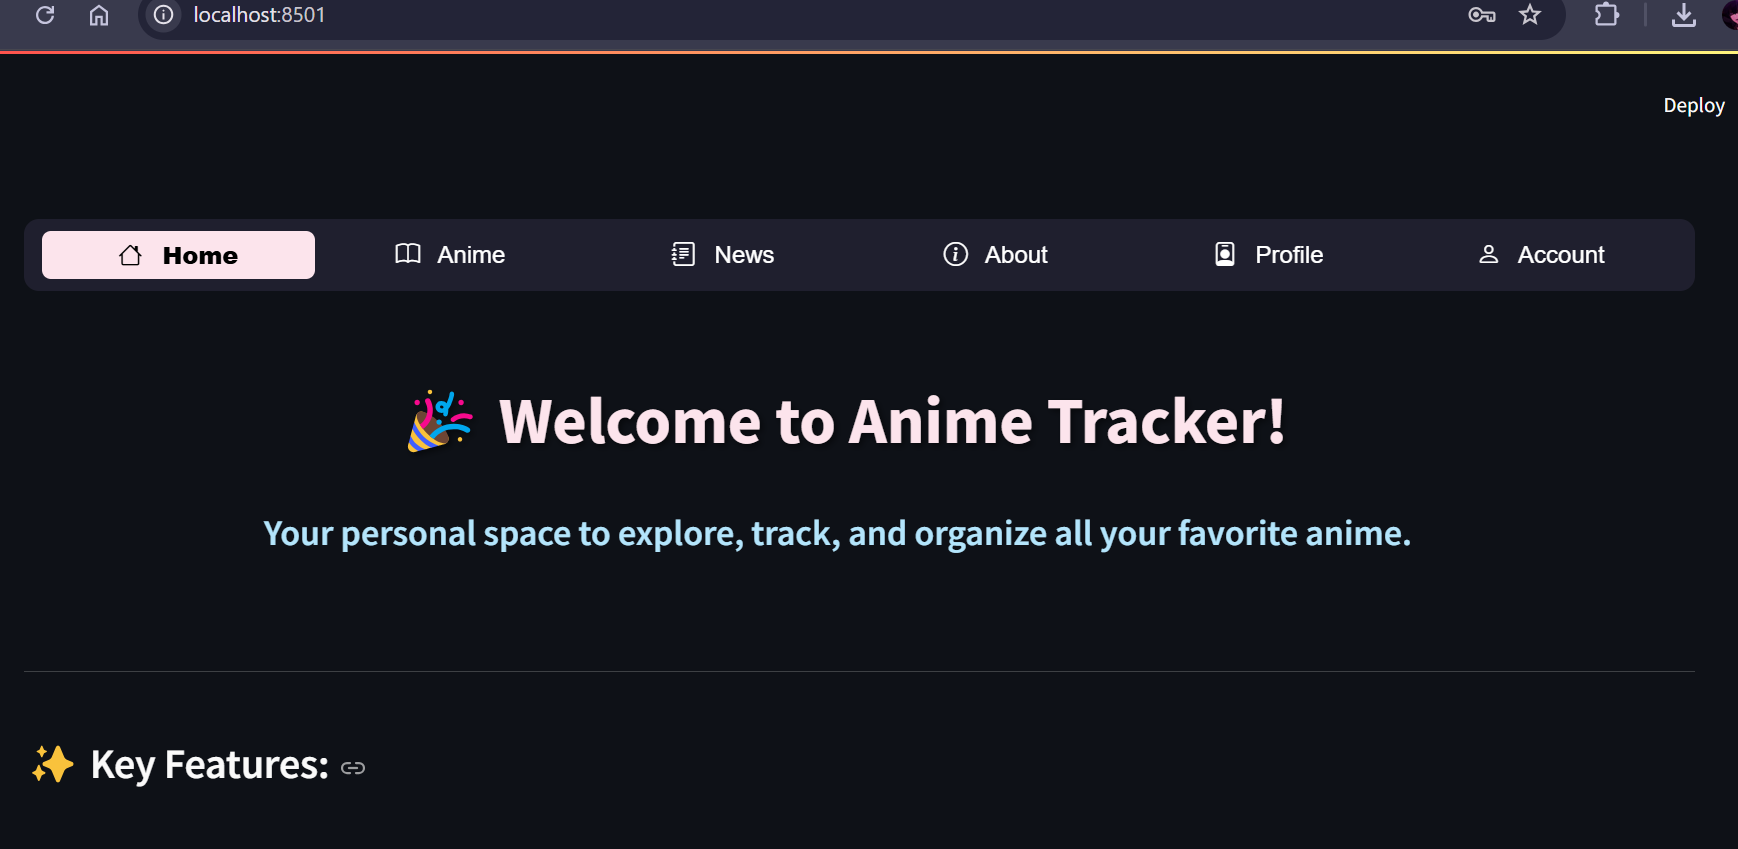 localhost:8501
Deploy
Home Anime News About Profile Account
🎉 Welcome to Anime Tracker!
Your personal space to explore, track, and organize all your favorite anime.
✨ Key Features: